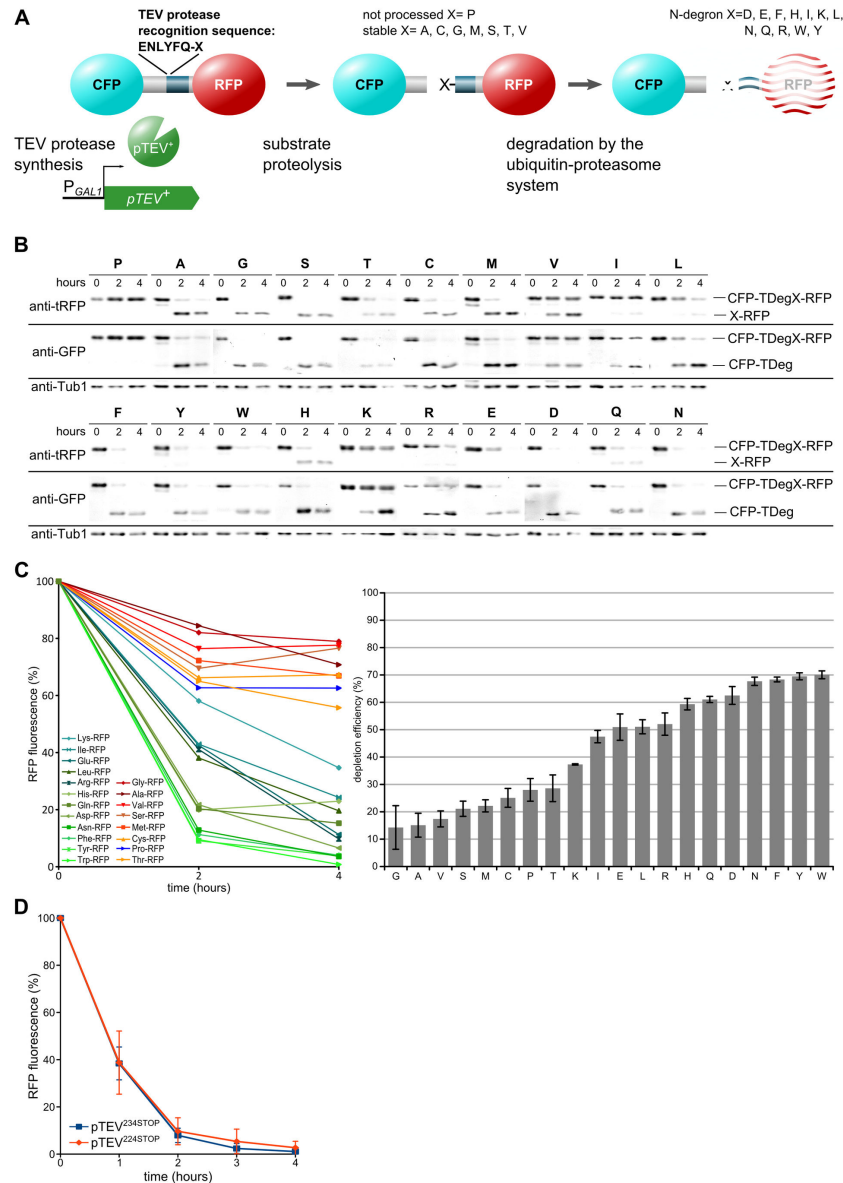 A
TEV protease
recognition sequence:
ENLYFQ-X
not processed X= P
stable X= A, C, G, M, S, T, V
N-degron X=D, E, F, H, I, K, L,
N, Q, R, W, Y
CFP
RFP
CFP
X
RFP
CFP
RFP
TEV protease
synthesis
pTEV+
PGAL1
pTEV+
substrate
proteolysis
degradation by the
ubiquitin-proteasome
system
B
P A G S T C M V I L
hours 0 2 4 0 2 4 0 2 4 0 2 4 0 2 4 0 2 4 0 2 4 0 2 4 0 2 4 0 2 4
anti-tRFP
CFP-TDegX-RFP
X-RFP
anti-GFP
CFP-TDegX-RFP
CFP-TDeg
anti-Tub1
F Y W H K R E D Q N
hours 0 2 4 0 2 4 0 2 4 0 2 4 0 2 4 0 2 4 0 2 4 0 2 4 0 2 4 0 2 4
anti-tRFP
CFP-TDegX-RFP
X-RFP
anti-GFP
CFP-TDegX-RFP
CFP-TDeg
anti-Tub1
C
RFP fluorescence (%)
100
80
60
40
20
0
Lys-RFP
Ile-RFP
Glu-RFP
Leu-RFP
Arg-RFP Gly-RFP
His-RFP Ala-RFP
Gln-RFP Val-RFP
Asp-RFP Ser-RFP
Asn-RFP Met-RFP
Phe-RFP Cys-RFP
Tyr-RFP Pro-RFP
Trp-RFP Thr-RFP
0 2 4
time (hours)
depletion efficiency (%)
100
90
80
70
60
50
40
30
20
10
0
G A V S M C P T K I E L R H Q D N F Y W
D
RFP fluorescence (%)
100
80
60
40
20
0
pTEV234STOP
pTEV224STOP
0 1 2 3 4
time (hours)